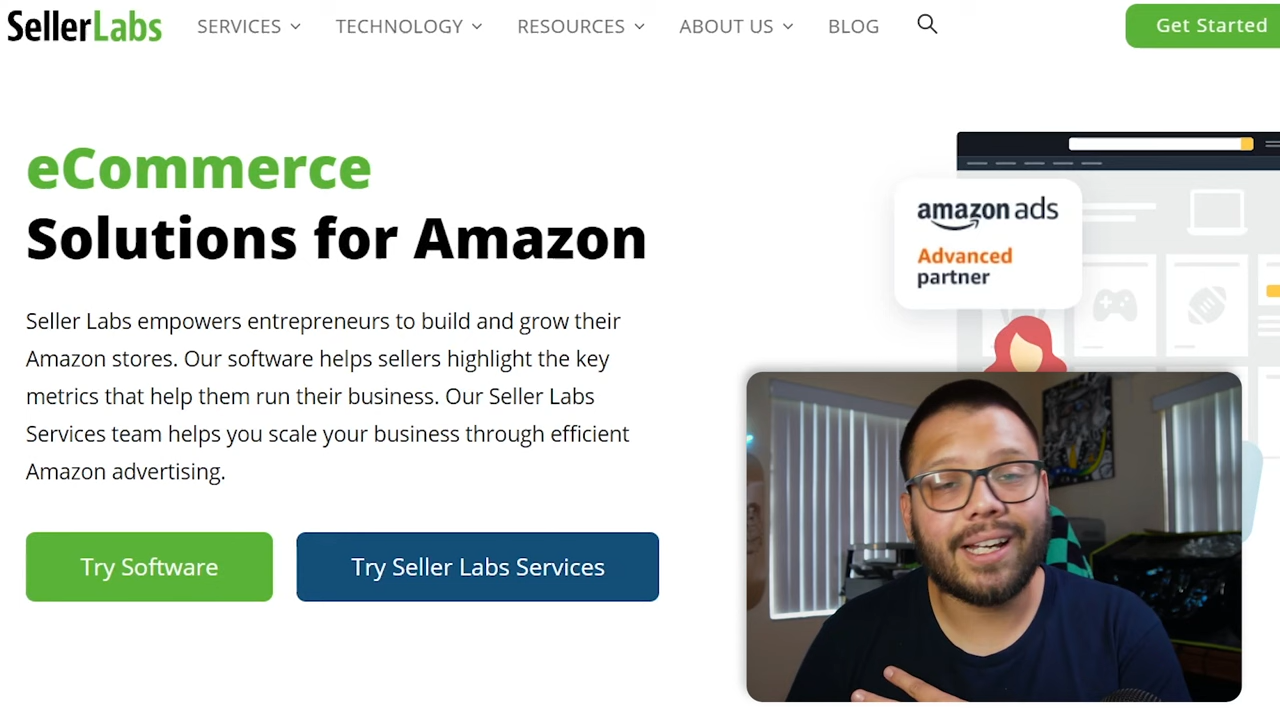 SellerLabs
SERVICES
TECHNOLOGY
RESOURCES
ABOUT US
BLOG
Get Started
eCommerce
Solutions for Amazon
amazon ads
Advanced
partner
Seller Labs empowers entrepreneurs to build and grow their
Amazon stores. Our software helps sellers highlight the key
metrics that help them run their business. Our Seller Labs
Services team helps you scale your business through efficient
Amazon advertising.
Try Software
Try Seller Labs Services